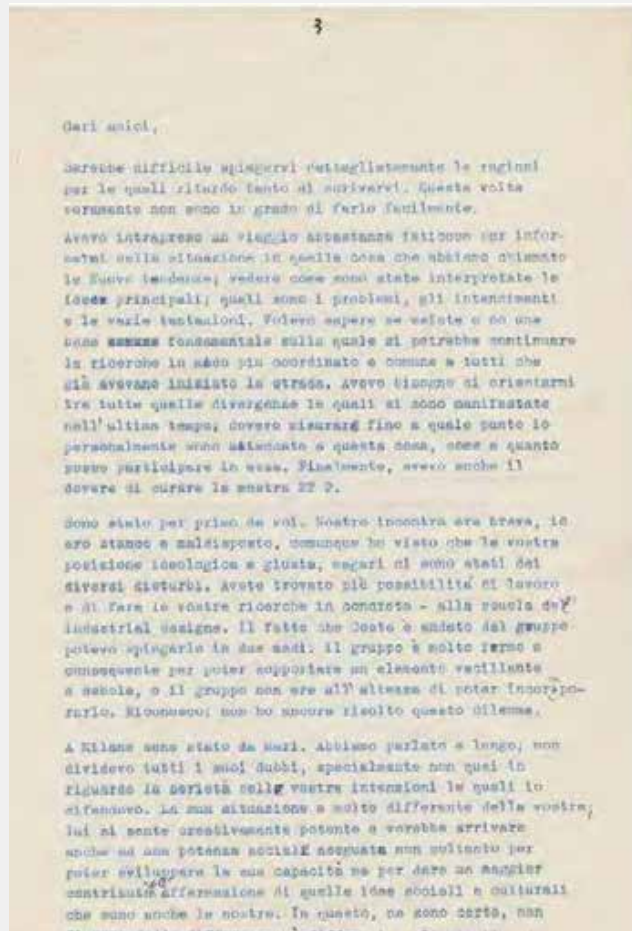 3
Cari amici,
sarebbe difficile spiegarvi dettagliatamente le ragioni
per le quali ritardo tanto di scrivervi. Questa volta
veramente non sono in grado di farlo facilmente.
Avevo intrapreso un viaggio abbastanza faticoso per infor-
marmi sulla situazione in quella cosa che abbiamo chiamato
le Nuove tendenze; vedere come sono state interpretate le
idee principali; quali sono i problemi, gli intendimenti
e le varie tentazioni. Volevo sapere se esiste o no una
fondamentale sulla quale si potrebbe continuare
la ricerche in modo più coordinato e comune a tutti che
già avevano iniziato la strada. Avevo bisogno di orientarmi
tra tutte quelle divergenze le quali si sono manifestate
nell'ultimo tempo; dovevo misurare fino a quale punto io
personalmente sono attaccato a questa cosa, come e quanto
posso participare in essa. Finalmente, avevo anche il
dovere di curare la mostra NT 2.
Sono stato per primo da voi. Nostro incontro era breve, io
ero stanco e maldisposto, comunque ho visto che la vostra
posizione ideologica e giusta, magari ci sono stati dei
diversi disturbi. Avete trovato più possibilità di lavoro
e di fare le vostre ricerche in concreto - alla scuola del
industrial designe. Il fatto che Costa è andato dal gruppo
potevo spiegarlo in due modi: il gruppo è molto fermo e
consequente per poter sopportare un elemento vacillante
e debole, o il gruppo non era all'altezza di poter incorpo-
rarlo. Riconosco: non ho ancora risolto questo dilemma.
A Milano sono stato da Mari. Abbiamo parlato a lungo; non
dividevo tutti i suoi dubbi, specialmente non quei in
riguardo la serietà delle vostre intensioni le quali io
difendevo. La sua situazione e molto differente della vostra;
lui si sente creativamente potente e vorebbe arrivare
anche ad una potenza sociale adeguata non soltanto per
poter sviluppare la sua capacità ma per dare un maggior
contributo affermazione di quelle idee sociali e culturali
che sono anche le nostre. In questo, ne sono certo, non